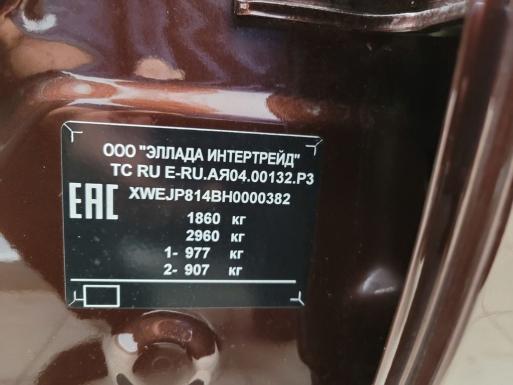 ООО "ЭЛЛАДА ИНТЕРТРЕЙД"
ТС RU E-RU.АЯ04.00132.Р3
EAC
XWEJP814BH0000382
1860 кг
2960 кг
1- 977 кг
2- 907 кг